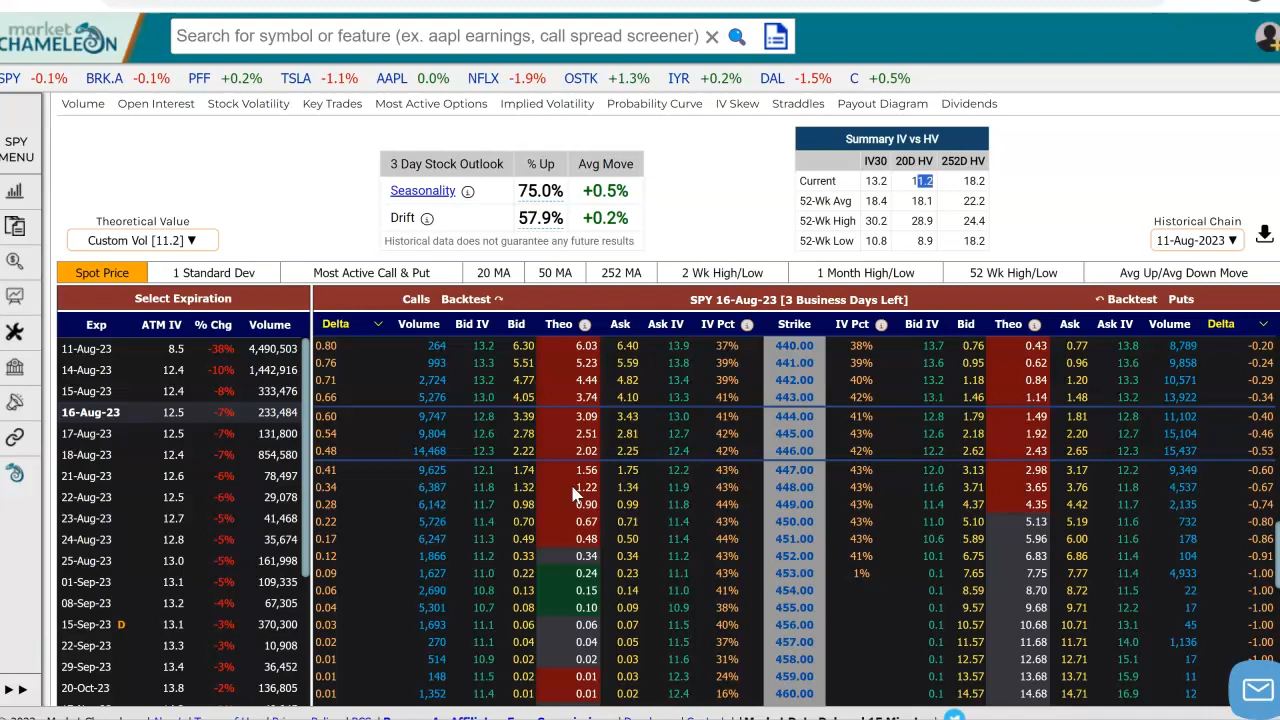 market CHAMELEON
Search for symbol or feature (ex. aapl earnings, call spread screener)
SPY -0.1% BRK.A -0.1% PFF +0.2% TSLA -1.1% AAPL 0.0% NFLX -1.9% OSTK +1.3% IYR +0.2% DAL -1.5% C +0.5%
Volume Open Interest Stock Volatility Key Trades Most Active Options Implied Volatility Probability Curve IV Skew Straddles Payout Diagram Dividends
SPY MENU
3 Day Stock Outlook % Up Avg Move
Seasonality 75.0% +0.5%
Drift 57.9% +0.2%
Historical data does not guarantee any future results
Summary IV vs HV
IV30 20D HV 252D HV
Current 13.2 11.2 18.2
52-Wk Avg 18.4 18.1 22.2
52-Wk High 30.2 28.9 24.4
52-Wk Low 10.8 8.9 18.2
Theoretical Value
Custom Vol [11.2] ▼
Historical Chain
11-Aug-2023 ▼
Spot Price 1 Standard Dev Most Active Call & Put 20 MA 50 MA 252 MA 2 Wk High/Low 1 Month High/Low 52 Wk High/Low Avg Up/Avg Down Move
Select Expiration
Exp ATM IV % Chg Volume
11-Aug-23 8.5 -38% 4,490,503
14-Aug-23 12.4 -10% 1,442,916
15-Aug-23 12.4 -8% 333,476
16-Aug-23 12.5 -7% 233,484
17-Aug-23 12.5 -7% 131,800
18-Aug-23 12.4 -7% 854,580
21-Aug-23 12.6 -6% 78,497
22-Aug-23 12.5 -6% 29,078
23-Aug-23 12.7 -5% 41,468
24-Aug-23 12.8 -5% 35,674
25-Aug-23 13.0 -5% 161,998
01-Sep-23 13.1 -5% 109,335
08-Sep-23 13.2 -4% 67,305
15-Sep-23 D 13.1 -3% 370,300
22-Sep-23 13.3 -3% 10,908
29-Sep-23 13.4 -3% 36,452
20-Oct-23 13.8 -2% 136,805
Calls Backtest SPY 16-Aug-23 [3 Business Days Left] Backtest Puts
Delta Volume Bid IV Bid Theo Ask Ask IV IV Pct Strike IV Pct Bid IV Bid Theo Ask Ask IV Volume Delta
0.80 264 13.2 6.30 6.03 6.40 13.9 37% 440.00 38% 13.7 0.76 0.43 0.77 13.8 8,789 -0.20
0.76 993 13.3 5.51 5.23 5.59 13.8 39% 441.00 39% 13.6 0.95 0.62 0.96 13.6 9,858 -0.24
0.71 2,724 13.2 4.77 4.44 4.82 13.4 39% 442.00 40% 13.2 1.18 0.84 1.20 13.3 10,571 -0.29
0.66 5,276 13.0 4.05 3.74 4.10 13.3 41% 443.00 42% 13.1 1.46 1.14 1.48 13.2 13,922 -0.34
0.60 9,747 12.8 3.39 3.09 3.43 13.0 41% 444.00 41% 12.8 1.79 1.49 1.81 12.8 11,102 -0.40
0.54 9,804 12.6 2.78 2.51 2.81 12.7 42% 445.00 43% 12.6 2.18 1.92 2.20 12.7 15,104 -0.46
0.48 14,468 12.3 2.22 2.02 2.25 12.4 42% 446.00 42% 12.2 2.62 2.43 2.65 12.3 15,437 -0.53
0.41 9,625 12.1 1.74 1.56 1.75 12.2 43% 447.00 43% 12.0 3.13 2.98 3.17 12.2 9,349 -0.60
0.34 6,387 11.8 1.32 1.22 1.34 11.9 43% 448.00 43% 11.8 3.71 3.65 3.76 11.8 4,537 -0.67
0.28 6,142 11.7 0.98 0.90 0.99 11.8 44% 449.00 43% 11.4 4.37 4.35 4.42 11.7 2,135 -0.74
0.22 5,726 11.4 0.70 0.67 0.71 11.4 43% 450.00 43% 11.0 5.10 5.13 5.19 11.6 732 -0.80
0.17 6,247 11.3 0.49 0.48 0.50 11.4 44% 451.00 43% 10.6 5.89 5.96 6.00 11.6 178 -0.86
0.12 1,866 11.2 0.33 0.34 0.34 11.2 43% 452.00 41% 10.1 6.75 6.83 6.86 11.4 104 -0.91
0.09 1,627 11.0 0.22 0.24 0.23 11.1 43% 453.00 1% 0.1 7.65 7.75 7.77 11.4 4,933 -1.00
0.06 2,690 10.8 0.13 0.15 0.14 11.0 41% 454.00 0.1 8.59 8.70 8.72 11.5 22 -1.00
0.04 5,301 10.7 0.08 0.10 0.09 10.9 38% 455.00 0.1 9.57 9.68 9.71 12.2 17 -1.00
0.03 1,693 11.1 0.06 0.06 0.07 11.5 40% 456.00 0.1 10.57 10.68 10.71 13.1 45 -1.00
0.02 270 11.1 0.04 0.04 0.05 11.5 37% 457.00 0.1 11.57 11.68 11.71 14.0 1,136 -1.00
0.01 514 10.9 0.02 0.02 0.03 11.6 31% 458.00 0.1 12.57 12.68 12.71 15.1 17 -1.00
0.01 148 11.5 0.02 0.01 0.03 12.3 24% 459.00 0.1 13.57 13.68 13.71 15.9 11
0.01 1,352 11.4 0.01 0.01 0.02 12.4 16% 460.00 0.1 14.57 14.68 14.71 16.9 12